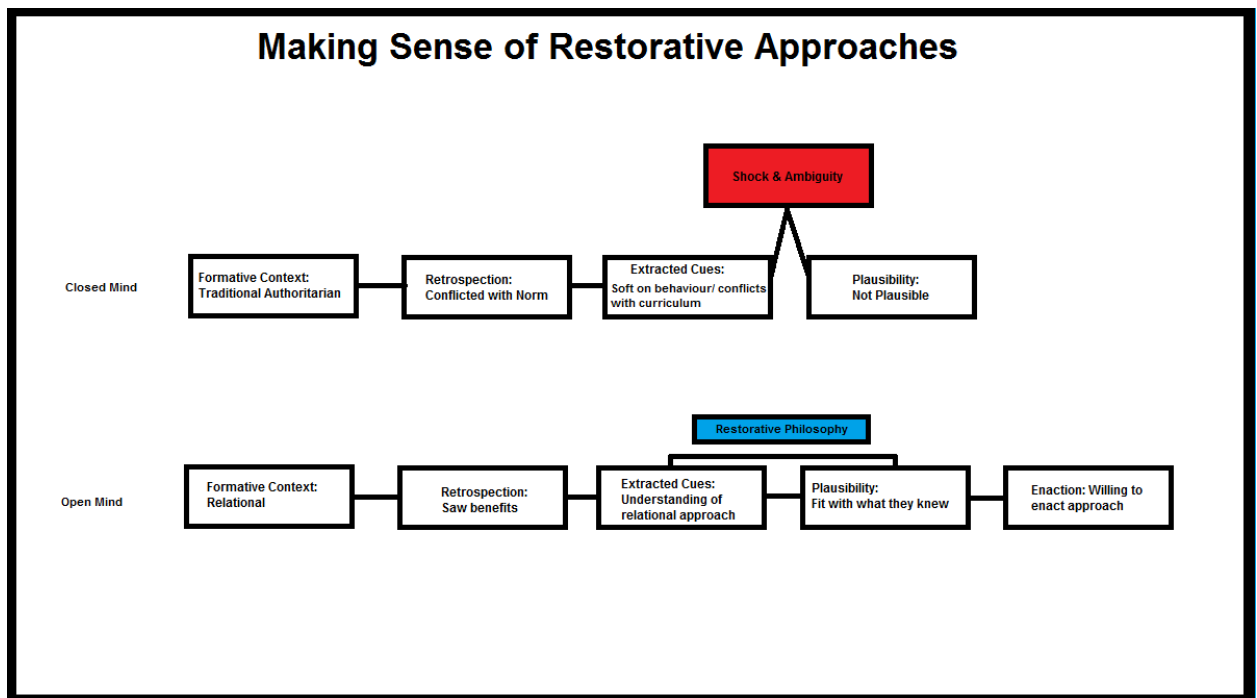 Making Sense of Restorative Approaches
Shock & Ambiguity
Closed Mind
Formative Context:
Traditional Authoritarian
Retrospection:
Conflicted with Norm
Extracted Cues:
Soft on behaviour/ conflicts
with curriculum
Plausibility:
Not Plausible
Restorative Philosophy
Open Mind
Formative Context:
Relational
Retrospection:
Saw benefits
Extracted Cues:
Understanding of
relational approach
Plausibility:
Fit with what they knew
Enaction: Willing to
enact approach